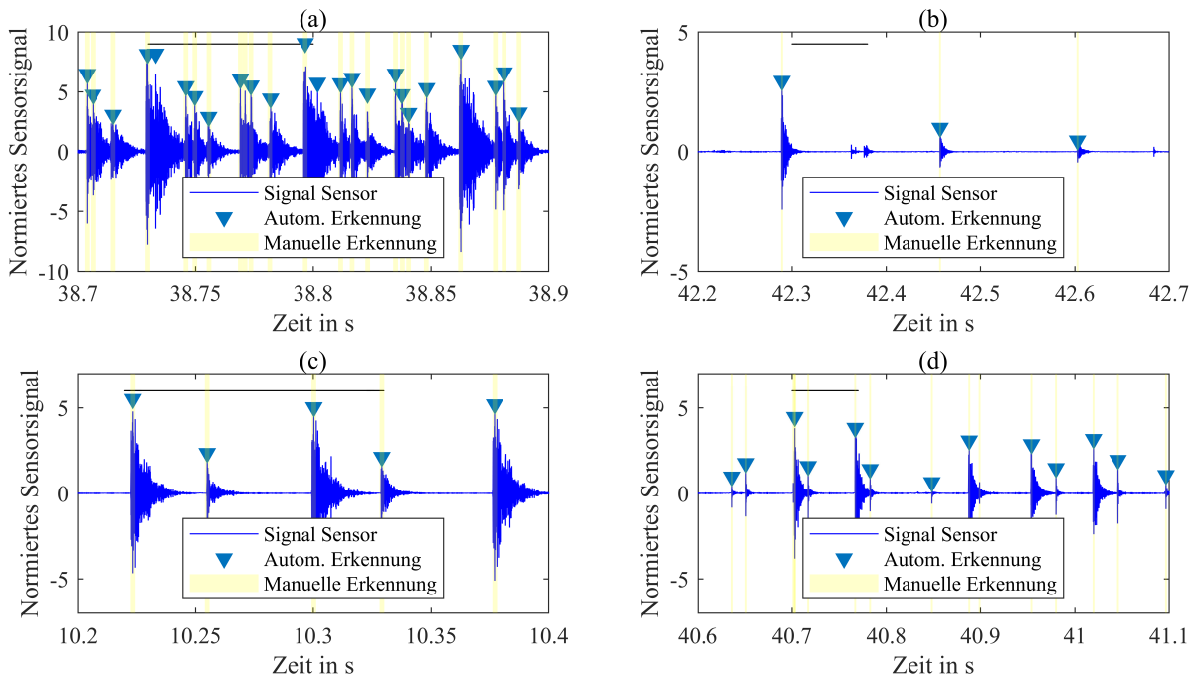 (a)
Normiertes Sensorsignal
10
5
0
-5
-10
Signal Sensor
Autom. Erkennung
Manuelle Erkennung
38.7 38.75 38.8 38.85 38.9
Zeit in s
(b)
Normiertes Sensorsignal
5
0
-5
Signal Sensor
Autom. Erkennung
Manuelle Erkennung
42.2 42.3 42.4 42.5 42.6 42.7
Zeit in s
(c)
Normiertes Sensorsignal
5
0
-5
Signal Sensor
Autom. Erkennung
Manuelle Erkennung
10.2 10.25 10.3 10.35 10.4
Zeit in s
(d)
Normiertes Sensorsignal
5
0
-5
Signal Sensor
Autom. Erkennung
Manuelle Erkennung
40.6 40.7 40.8 40.9 41 41.1
Zeit in s